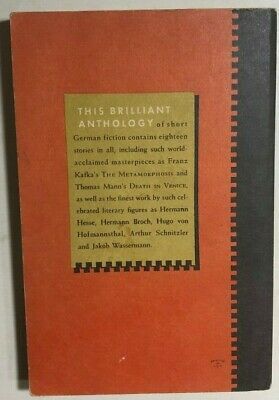 THIS BRILLIANT
ANTHOLOGY of short
German fiction contains eighteen
stories in all, including such world-
acclaimed masterpieces as Franz
Kafka's THE METAMORPHOSIS and
Thomas Mann's DEATH IN VENICE,
as well as the finest work by such cel-
ebrated literary figures as Hermann
Hesse, Hermann Broch, Hugo von
Hofmannsthal, Arthur Schnitzler
and Jakob Wassermann.